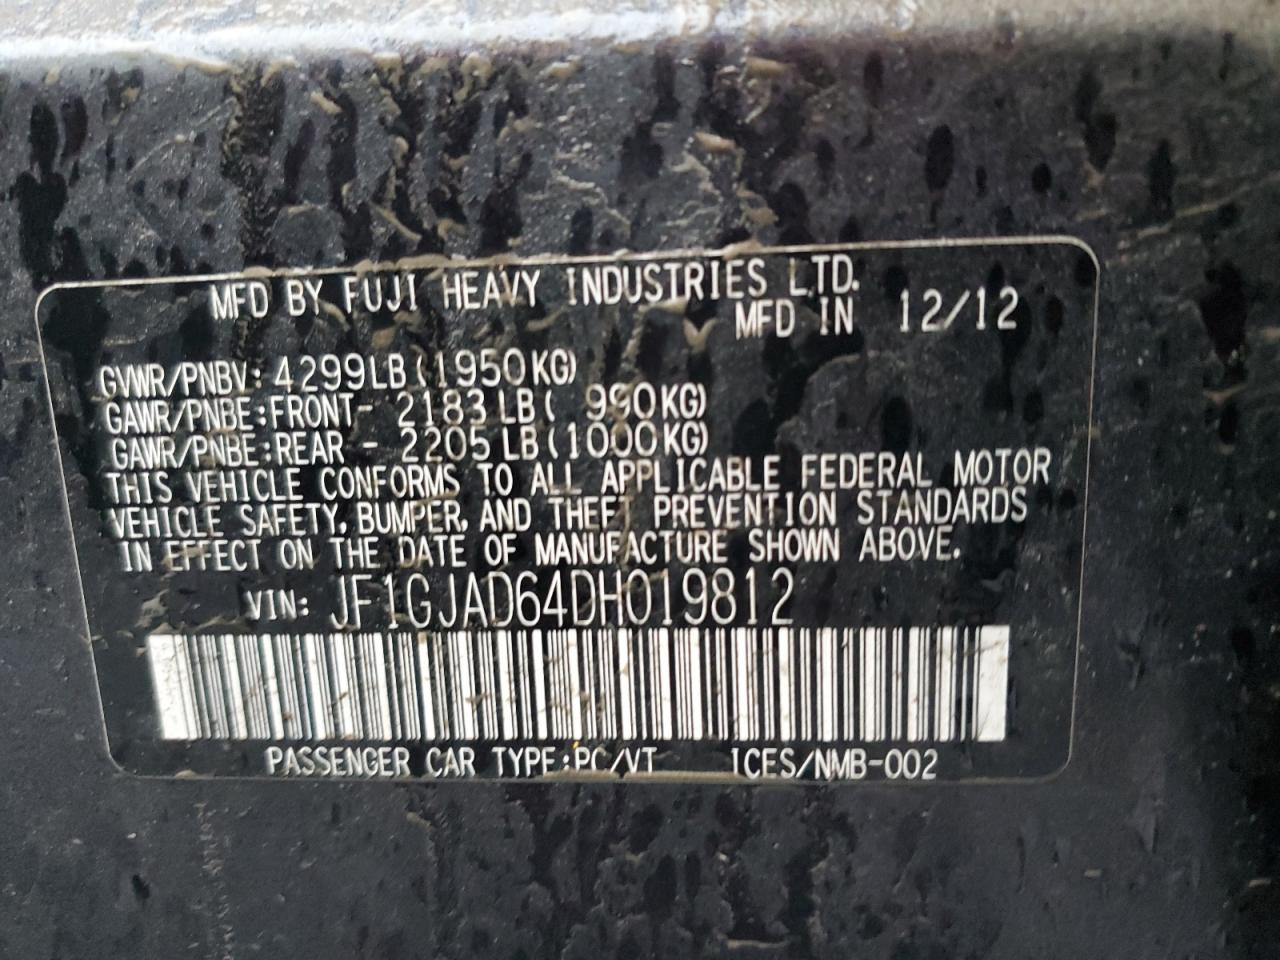 MFD BY FUJI HEAVY INDUSTRIES LTD.
MFD IN 12/12
GVWR/PNBV: 4299LB (1950KG)
GAWR/PNBE:FRONT- 2183LB ( 990KG)
GAWR/PNBE:REAR - 2205LB (1000KG)
THIS VEHICLE CONFORMS TO ALL APPLICABLE FEDERAL MOTOR
VEHICLE SAFETY, BUMPER, AND THEFT PREVENTION STANDARDS
IN EFFECT ON THE DATE OF MANUFACTURE SHOWN ABOVE.
VIN: JF1GJAD64DH019812
PASSENGER CAR TYPE:PC/VT ICES/NMB-002